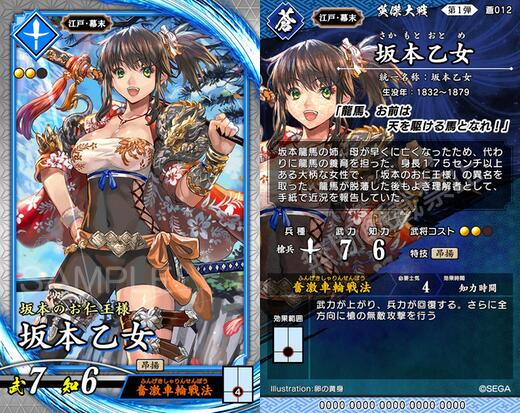 江戸・幕末
SAMPLE
坂本のお仁王様
坂本乙女
昂揚
武7 知6
ふんげきしゃりんせんぽう
奮激車輪戦法
4
蒼
江戸・幕末
英傑大戦
第1弾
蒼012
さかもとおとめ
坂本乙女
統一名称:坂本乙女
生没年:1832~1879
「龍馬、お前は
天を駆ける馬となれ!」
坂本龍馬の姉。母が早くに亡くなったため、代わ
りに龍馬の養育を担った。身長175センチ以上
ある大柄な女性で、「坂本のお仁王様」の異名を
取った。龍馬が脱藩した後もよき理解者として、
手紙で近況を報告していた。
兵種 武力 知力 武将コスト
槍兵 7 6
特技 昂揚
ふんげきしゃりんせんぽう
奮激車輪戦法
必要士気 4
効果時間 知力時間
効果範囲
武力が上がり、兵力が回復する。さらに全
方向に槍の無敵攻撃を行う
Illustration:卵の黄身
©SEGA
0000 0000 0000 0000 0000